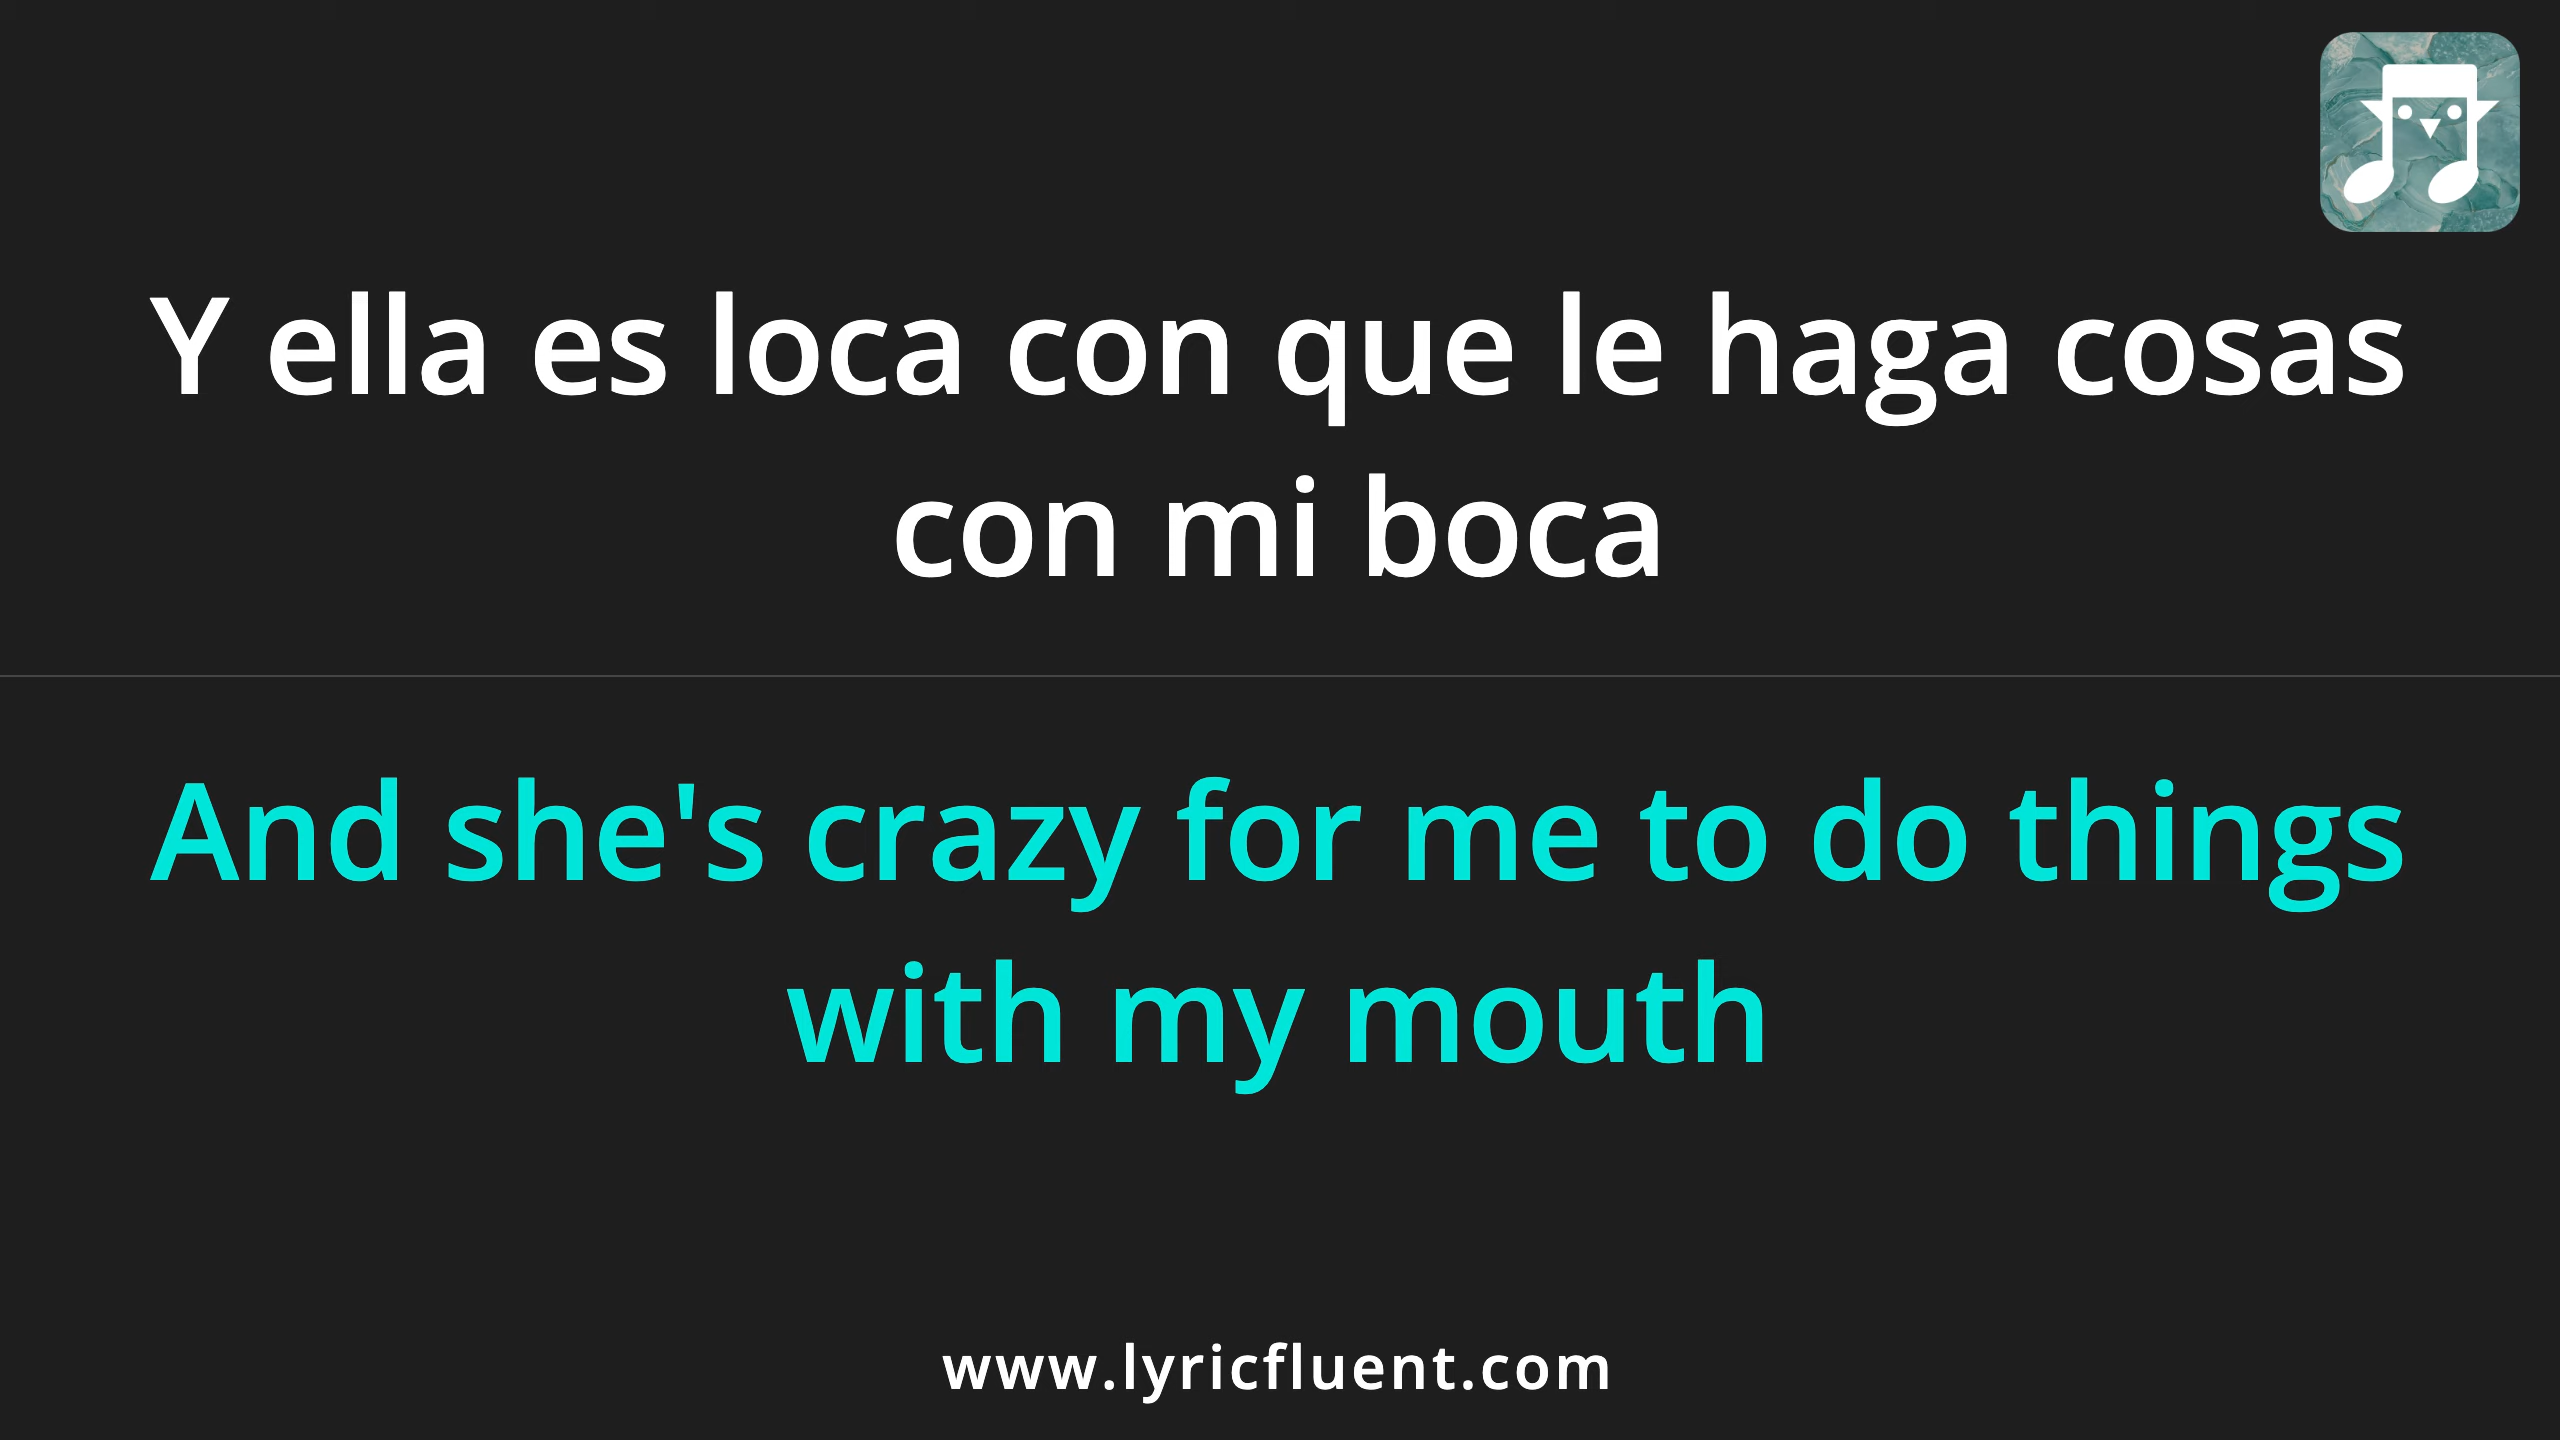 Y ella es loca con que le haga cosas
con mi boca
And she's crazy for me to do things
with my mouth
www.lyricfluent.com